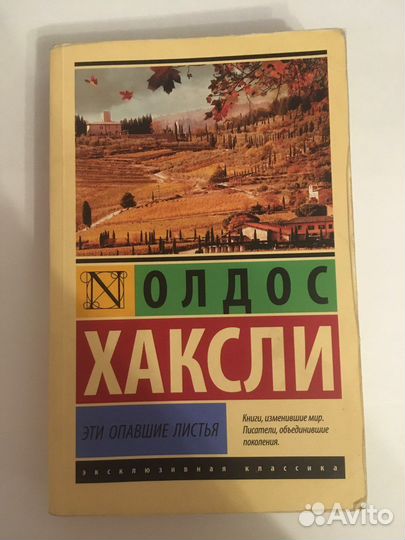 N
ОЛДОС
ХАКСЛИ
ЭТИ ОПАВШИЕ ЛИСТЬЯ
Книги, изменившие мир.
Писатели, объединившие
поколения.
эксклюзивная классика
Avito